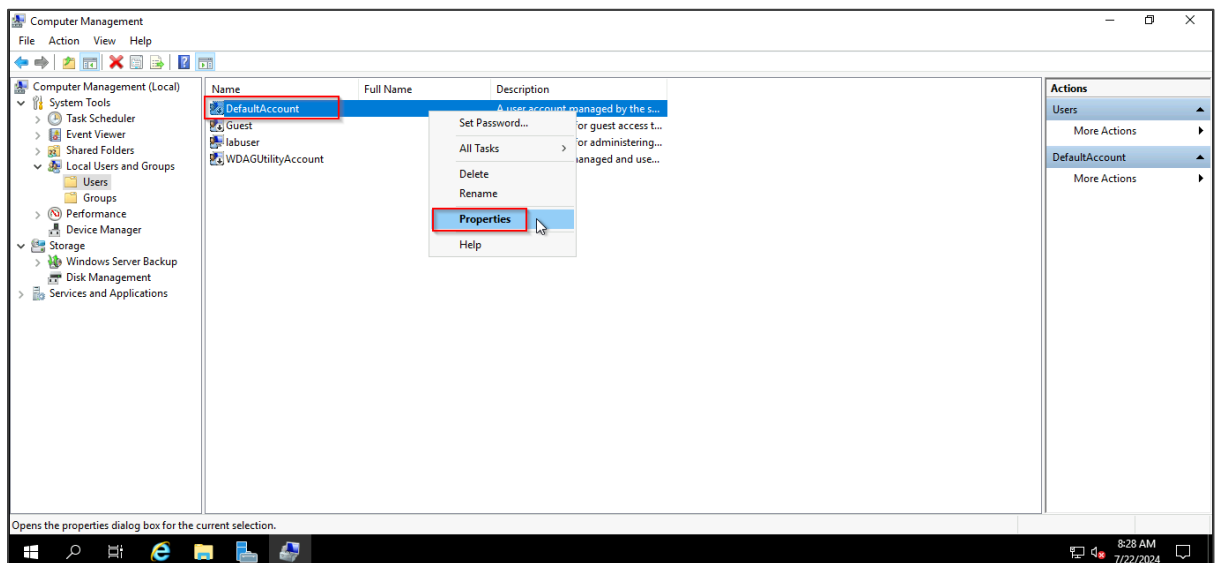 Computer Management
File Action View Help
Computer Management (Local)
System Tools
Task Scheduler
Event Viewer
Shared Folders
Local Users and Groups
Users
Groups
Performance
Device Manager
Storage
Windows Server Backup
Disk Management
Services and Applications
Name Full Name Description
DefaultAccount A user account managed by the s...
Guest or guest access t...
labuser or administering...
WDAGUtilityAccount anaged and use...
Set Password...
All Tasks
Delete
Rename
Properties
Help
Actions
Users
More Actions
DefaultAccount
More Actions
Opens the properties dialog box for the current selection.
8:28 AM
7/22/2024